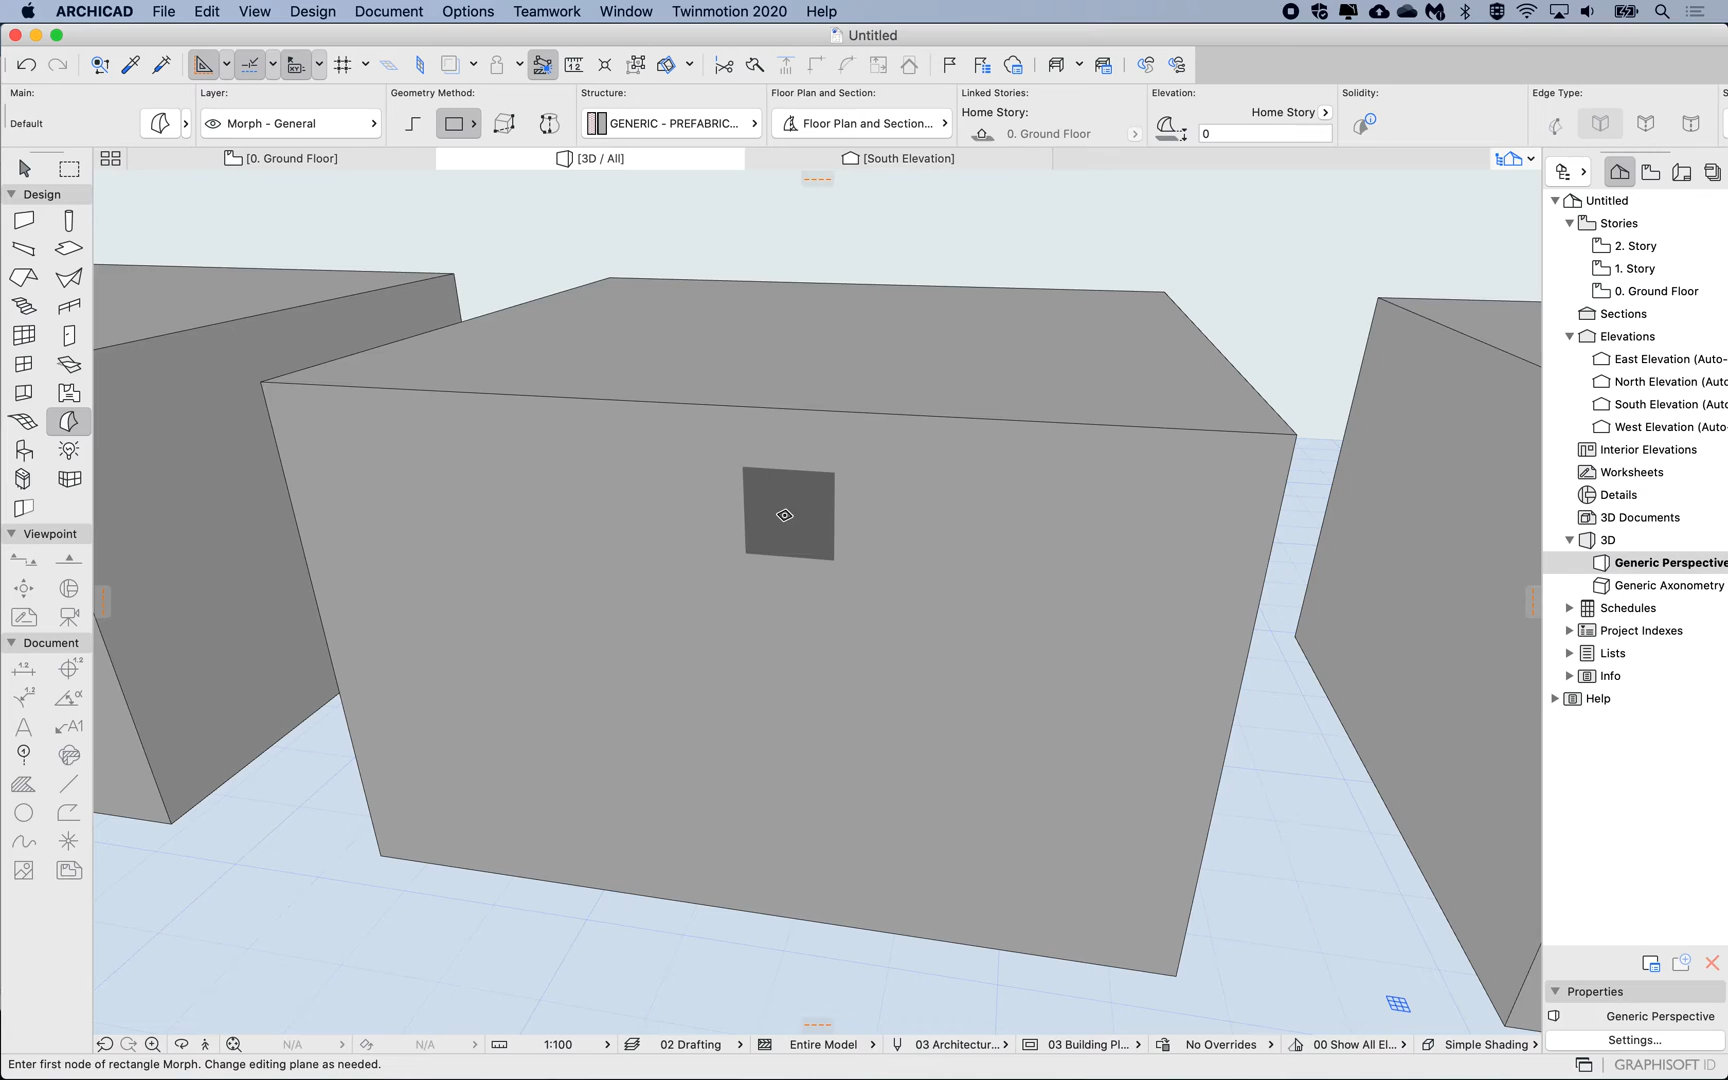 ARCHICAD File Edit View Design Document Options Teamwork Window Twinmotion 2020 Help
Untitled
Main: Layer: Geometry Method: Structure: Floor Plan and Section: Linked Stories: Elevation: Solidity: Edge Type:
Home Story: Home Story
Default Morph - General GENERIC - PREFABRIC... Floor Plan and Section... 0. Ground Floor 0
[0. Ground Floor] [3D / All] [South Elevation]
Design
Viewpoint
Document
Untitled
Stories
2. Story
1. Story
0. Ground Floor
Sections
Elevations
East Elevation (Auto-
North Elevation (Auto
South Elevation (Auto
West Elevation (Auto-
Interior Elevations
Worksheets
Details
3D Documents
3D
Generic Perspective
Generic Axonometry
Schedules
Project Indexes
Lists
Info
Help
Properties
Generic Perspective
Settings...
N/A N/A 1:100 02 Drafting Entire Model 03 Architectur... 03 Building Pl... No Overrides 00 Show All El... Simple Shading
Enter first node of rectangle Morph. Change editing plane as needed.
GRAPHISOFT ID